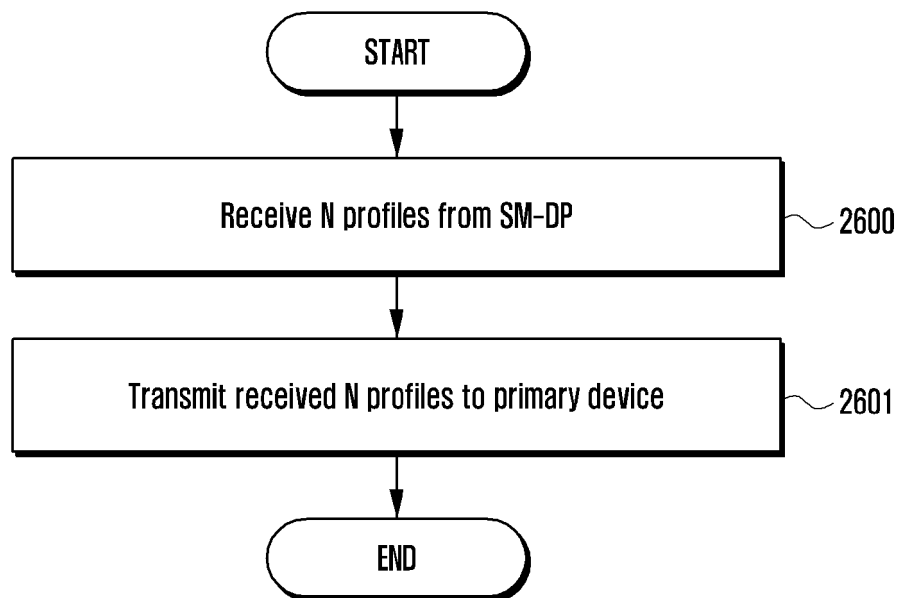 START
Receive N profiles from SM-DP
2600
Transmit received N profiles to primary device
2601
END